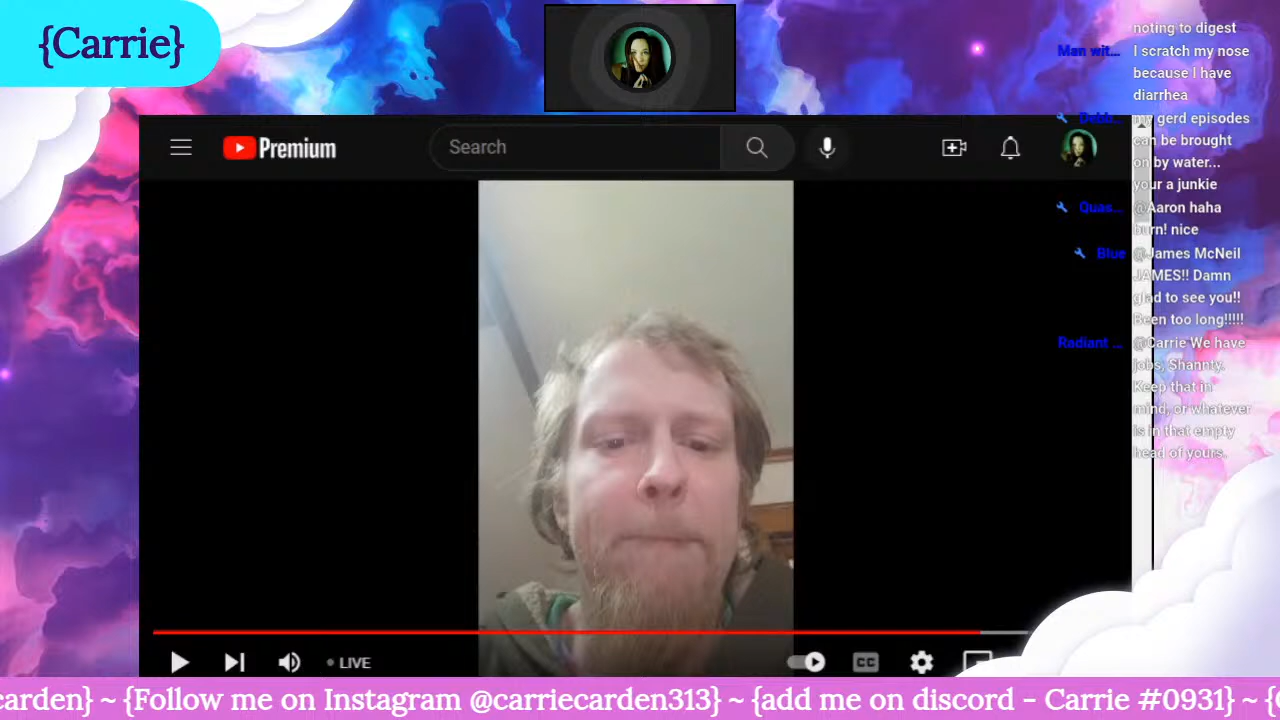 {Carrie}
noting to digest
Man wit... I scratch my nose
because I have
diarrhea
my gerd episodes
can be brought
on by water...
your a junkie
Quas... @Aaron haha
burn! nice
Blue @James McNeil
JAMES!! Damn
glad to see you!!
Been too long!!!!!
Radiant ... @Carrie We have
jobs, Shannty.
Keep that in
mind, or whatever
is in that empty
head of yours.
Premium
Search
LIVE
CC
carden} ~ {Follow me on Instagram @carriecarden313} ~ {add me on discord - Carrie #0931} ~ {